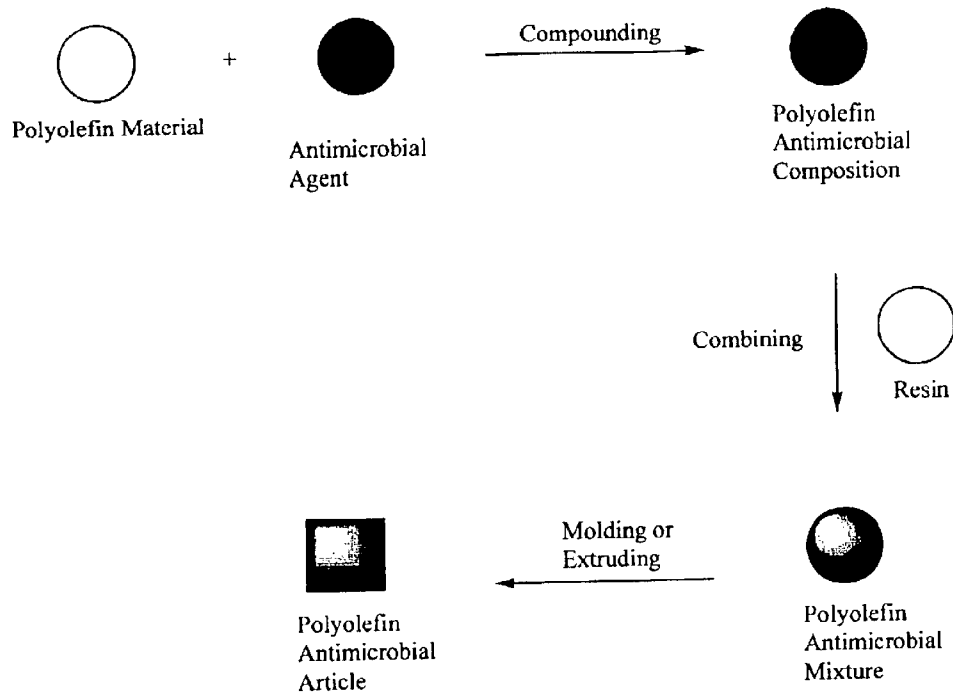 +
Compounding
Polyolefin Material
Antimicrobial
Agent
Polyolefin
Antimicrobial
Composition
Combining
Resin
Molding or
Extruding
Polyolefin
Antimicrobial
Article
Polyolefin
Antimicrobial
Mixture